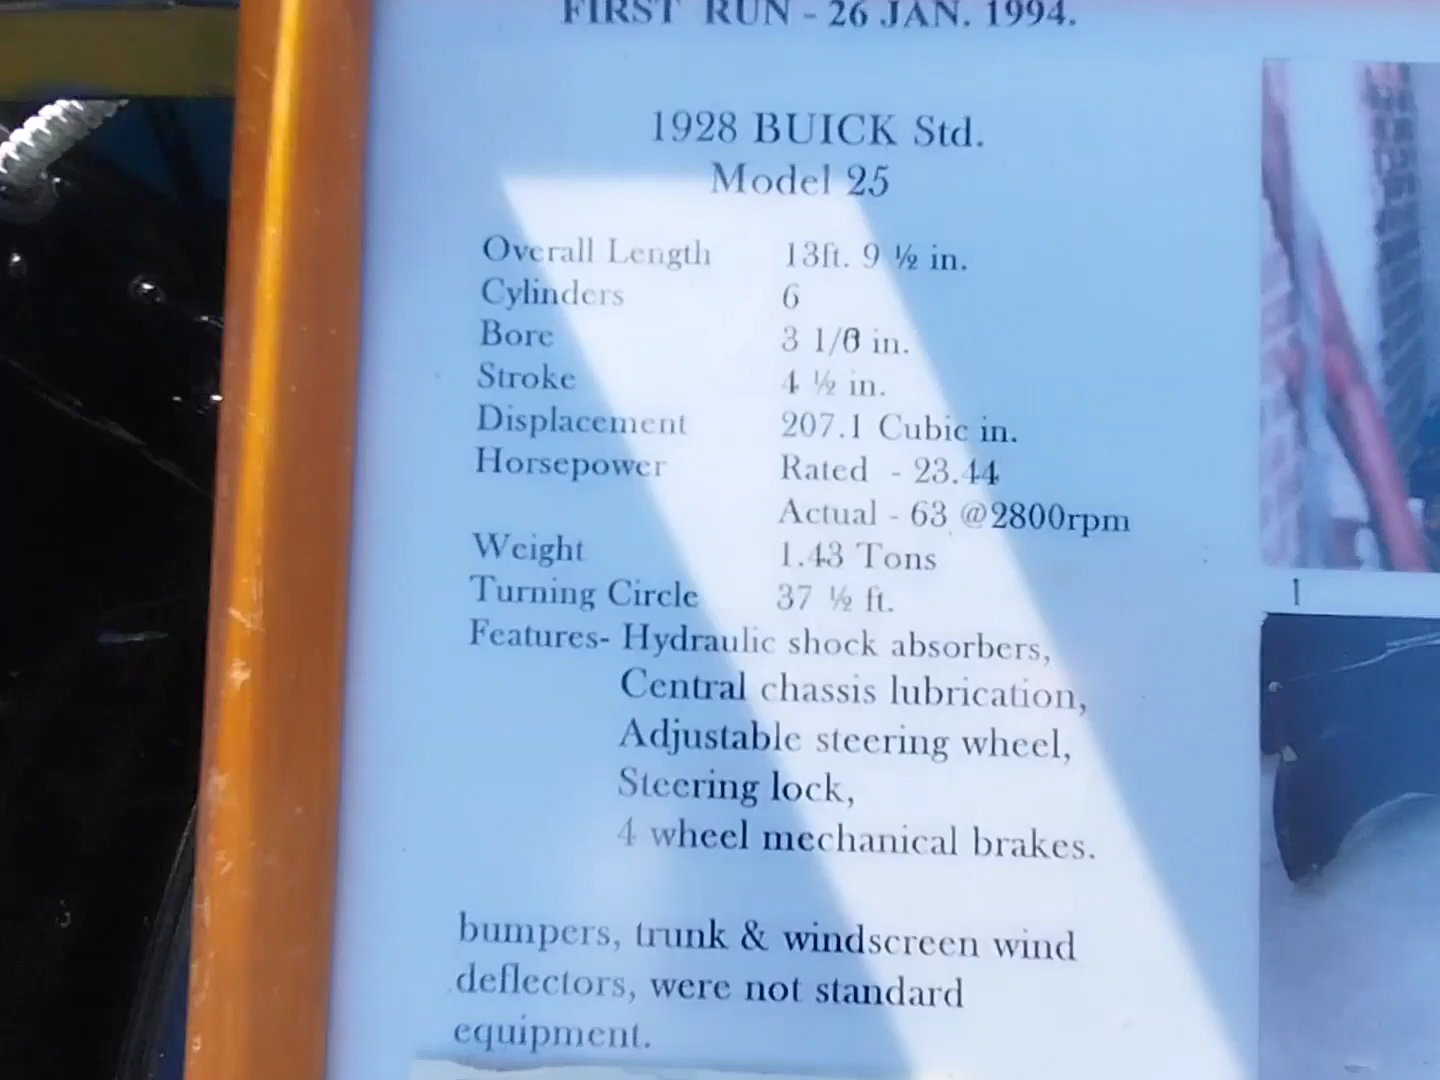 FIRST RUN - 26 JAN. 1994.
1928 BUICK Std.
Model 25
Overall Length 13ft. 9 ½ in.
Cylinders 6
Bore 3 1/8 in.
Stroke 4 ½ in.
Displacement 207.1 Cubic in.
Horsepower Rated - 23.44
Actual - 63 @2800rpm
Weight 1.43 Tons
Turning Circle 37 ½ ft.
Features- Hydraulic shock absorbers,
Central chassis lubrication,
Adjustable steering wheel,
Steering lock,
4 wheel mechanical brakes.
bumpers, trunk & windscreen wind
deflectors, were not standard
equipment.
1